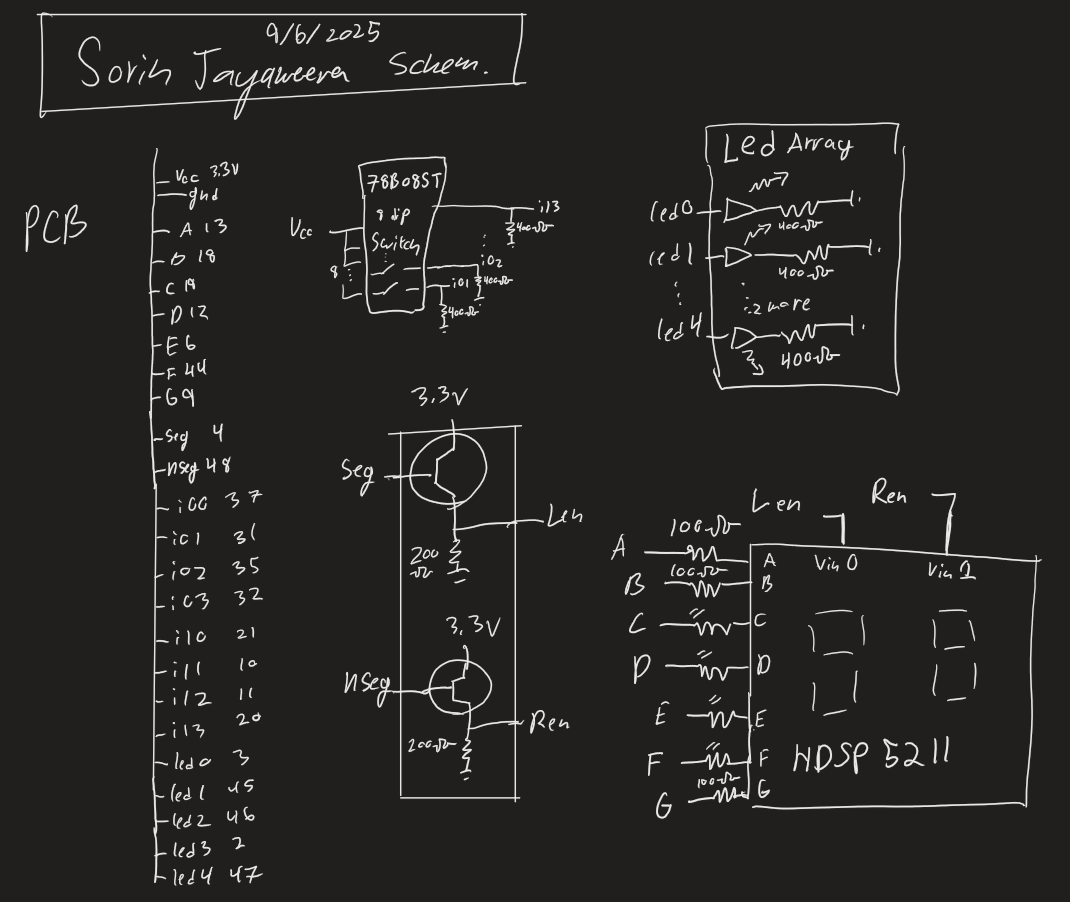 9/6/2025
Sorin Jayaweera Schem.
PCB
Vcc 3.3V
gnd
A 13
B 18
C 19
D 12
E 6
F 44
G 9
Seg 4
nseg 48
i00 37
i01 31
i02 35
i03 32
i10 21
i11 10
i12 11
i13 20
led0 3
led1 45
led2 46
led3 2
led4 47
78B08ST
8 dip
Switch
Vcc
8
i13
400Ω
i02
400Ω
i01
400Ω
Led Array
led0
400Ω
led1
400Ω
2 more
led4
400Ω
3.3V
Seg
Len
200
Ω
3.3V
nseg
Ren
200Ω
Len
Ren
100Ω
A
A
Vin 0
Vin 1
100Ω
B
B
C
C
D
D
E
E
F
F
HDSP 5211
100Ω
G
G